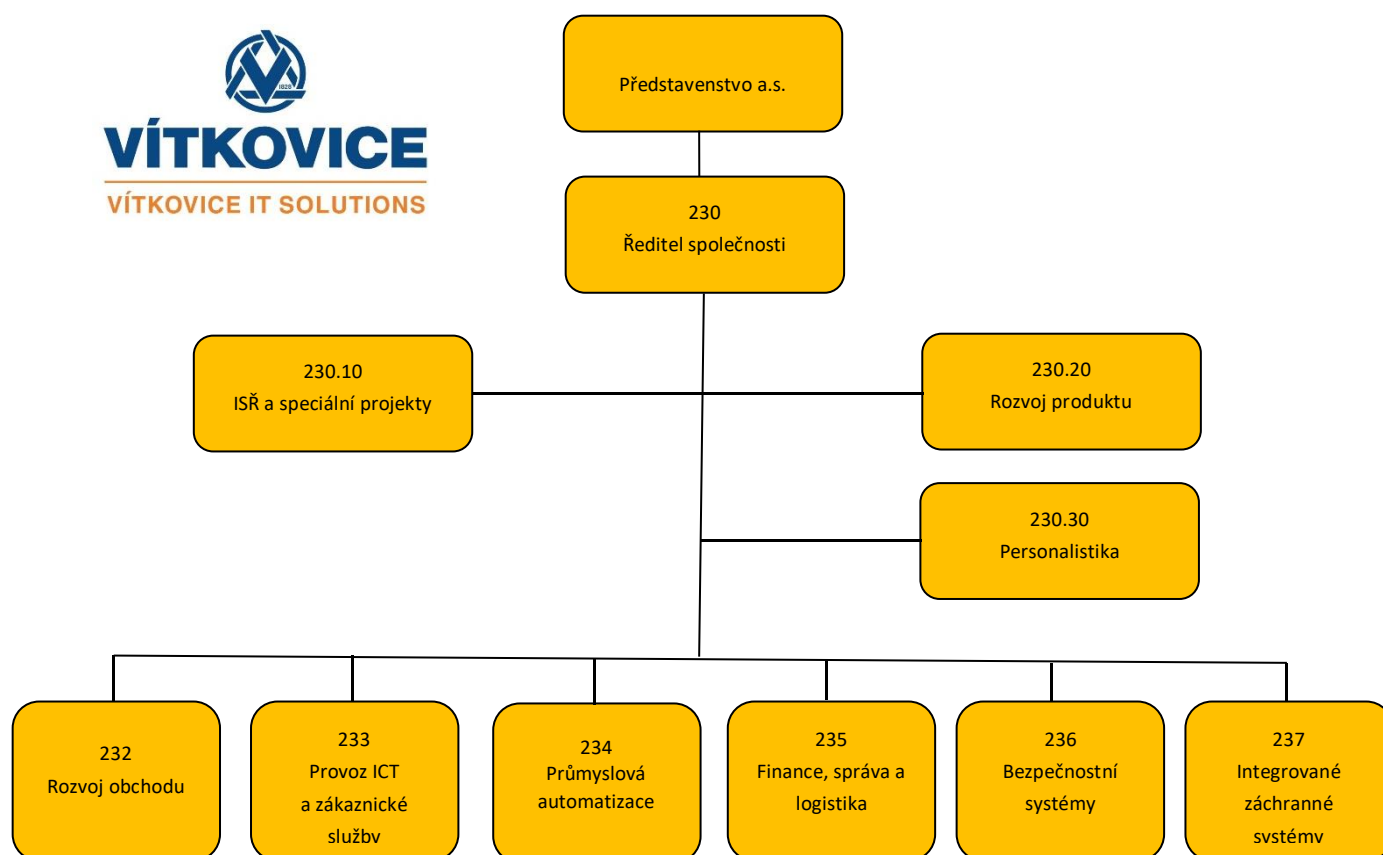 1828
VÍTKOVICE
VÍTKOVICE IT SOLUTIONS
Představenstvo a.s.
230
Ředitel společnosti
230.10
ISŘ a speciální projekty
230.20
Rozvoj produktu
230.30
Personalistika
232
Rozvoj obchodu
233
Provoz ICT
a zákaznické
služby
234
Průmyslová
automatizace
235
Finance, správa a
logistika
236
Bezpečnostní
systémy
237
Integrované
záchranné
systémy